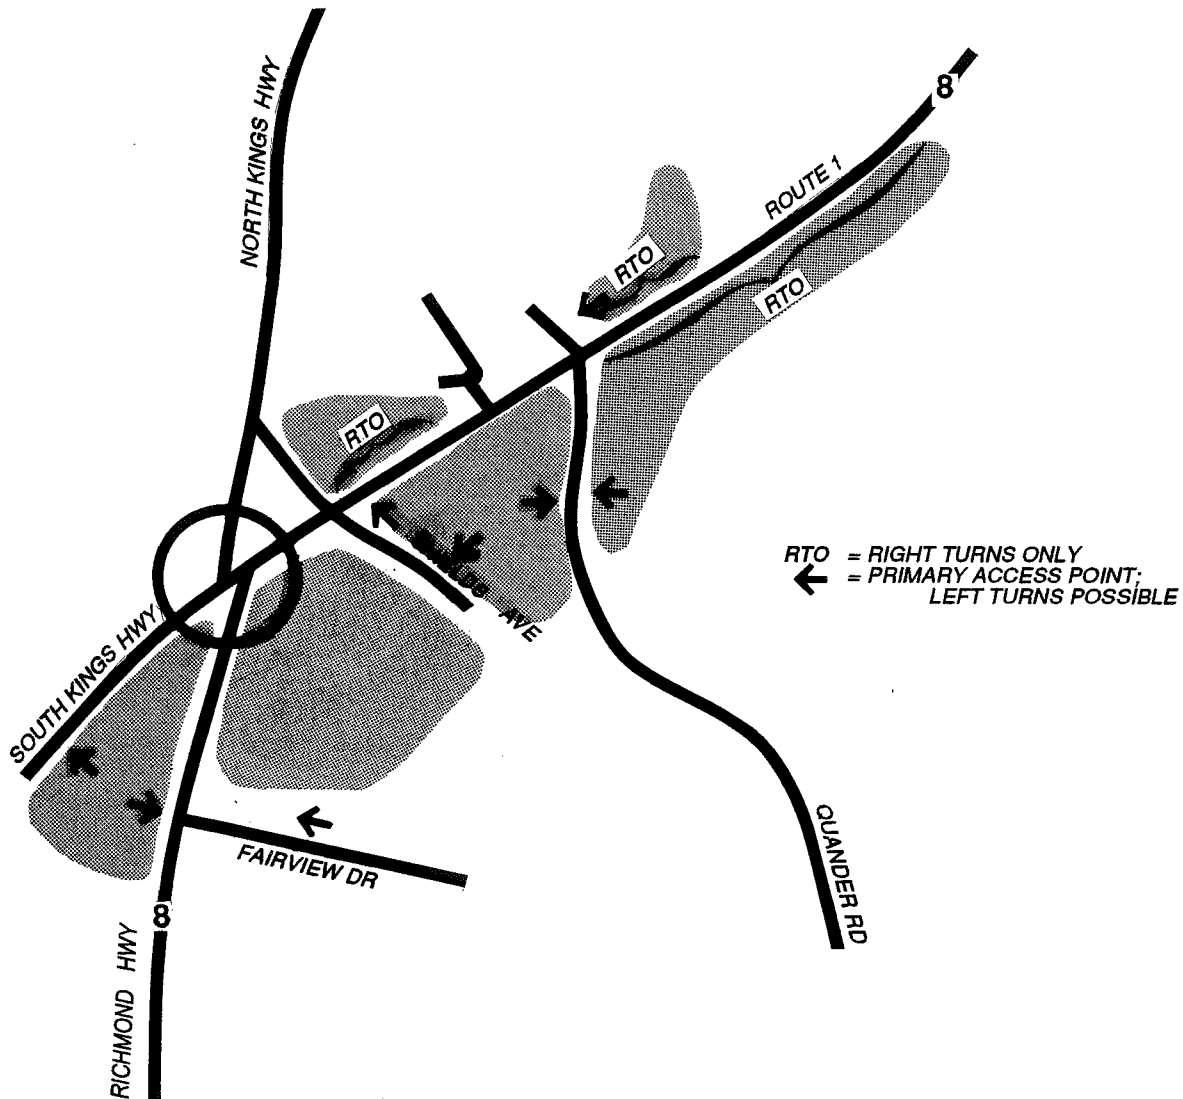 NORTH KINGS HWY
8
ROUTE 1
RTO
RTO
RTO
AVE
RTO = RIGHT TURNS ONLY
= PRIMARY ACCESS POINT;
LEFT TURNS POSSIBLE
SOUTH KINGS HWY
FAIRVIEW DR
QUANDER RD
8
RICHMOND HWY